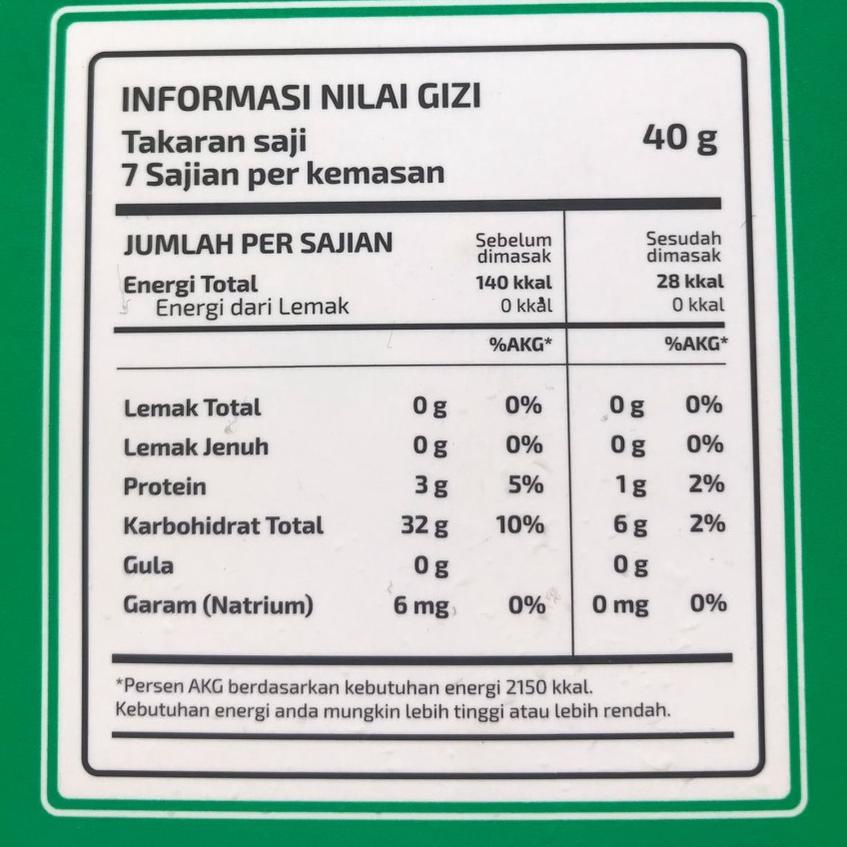 INFORMASI NILAI GIZI
Takaran saji 40 g
7 Sajian per kemasan
JUMLAH PER SAJIAN Sebelum dimasak Sesudah dimasak
Energi Total 140 kkal 28 kkal
Energi dari Lemak 0 kkal 0 kkal
%AKG* %AKG*
Lemak Total 0 g 0% 0 g 0%
Lemak Jenuh 0 g 0% 0 g 0%
Protein 3 g 5% 1 g 2%
Karbohidrat Total 32 g 10% 6 g 2%
Gula 0 g 0 g
Garam (Natrium) 6 mg 0% 0 mg 0%
*Persen AKG berdasarkan kebutuhan energi 2150 kkal.
Kebutuhan energi anda mungkin lebih tinggi atau lebih rendah.